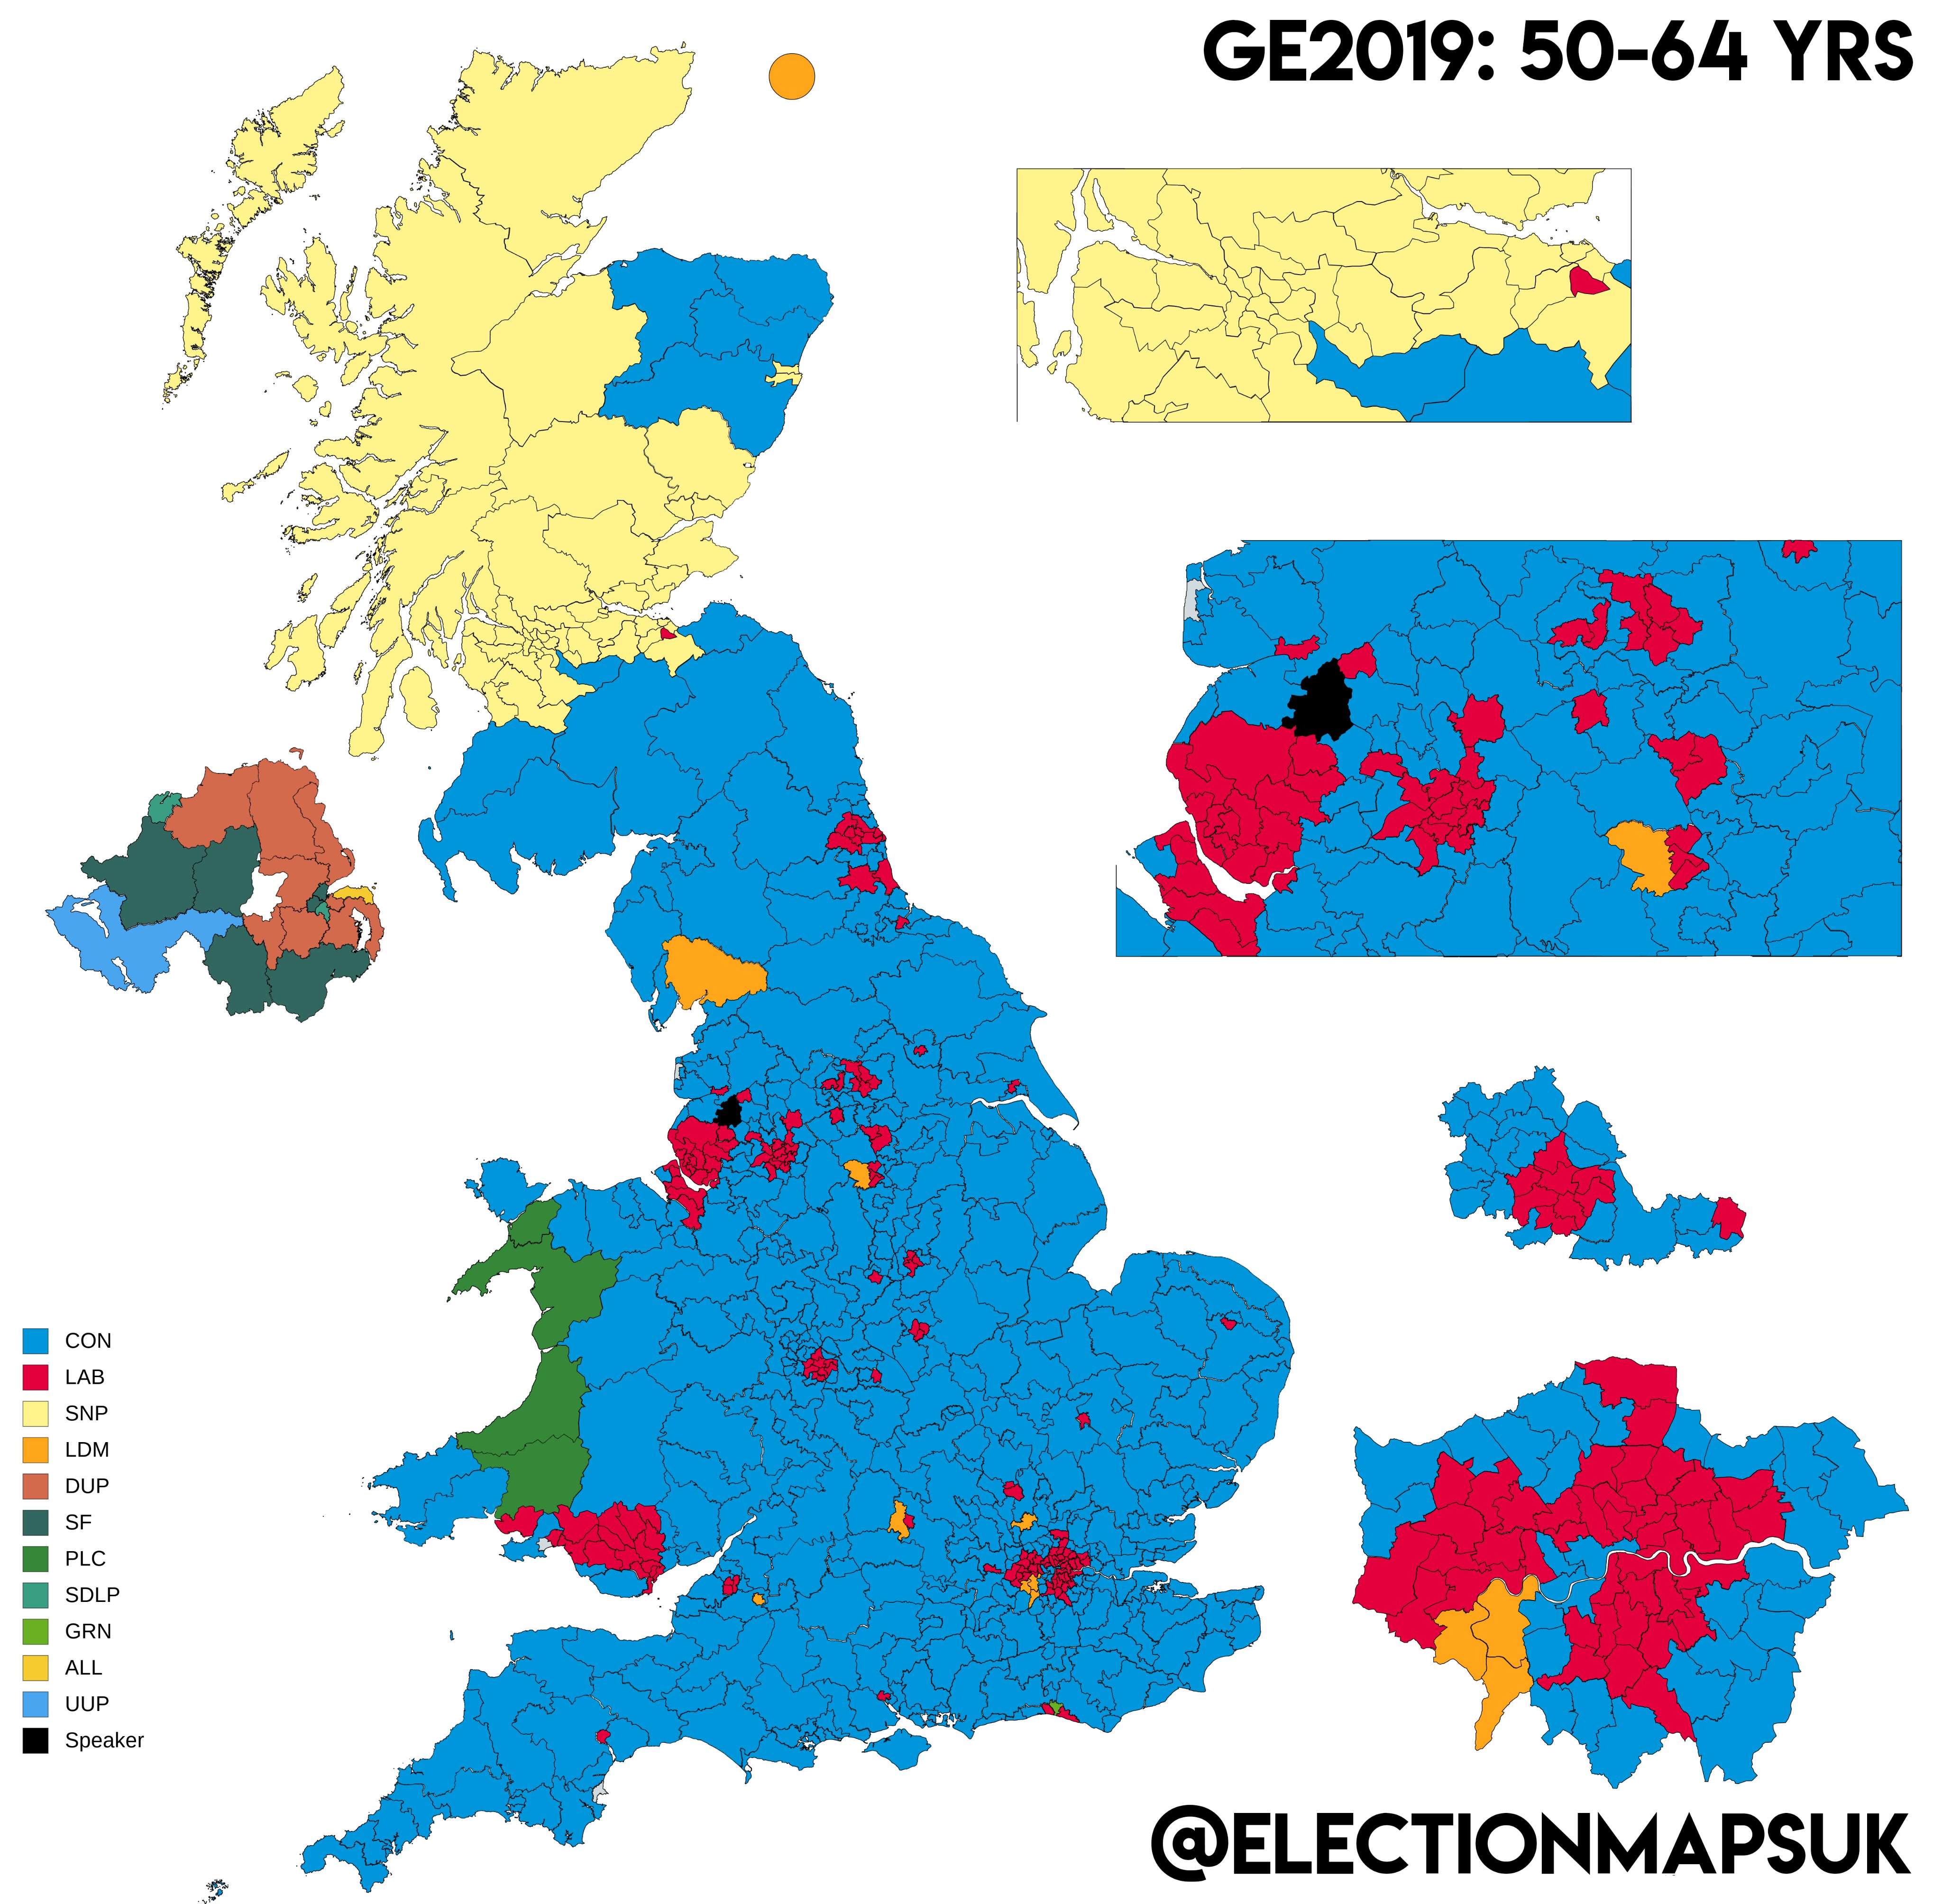 GE2019: 50-64 YRS
CON
LAB
SNP
LDM
DUP
SF
PLC
SDLP
GRN
ALL
UUP
Speaker
@ELECTIONMAPSUK